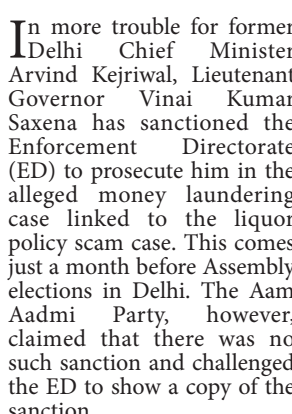 In more trouble for former
Delhi Chief Minister
Arvind Kejriwal, Lieutenant
Governor Vinai Kumar
Saxena has sanctioned the
Enforcement Directorate
(ED) to prosecute him in the
alleged money laundering
case linked to the liquor
policy scam case. This comes
just a month before Assembly
elections in Delhi. The Aam
Aadmi Party, however,
claimed that there was no
such sanction and challenged
the ED to show a copy of the
sanction.